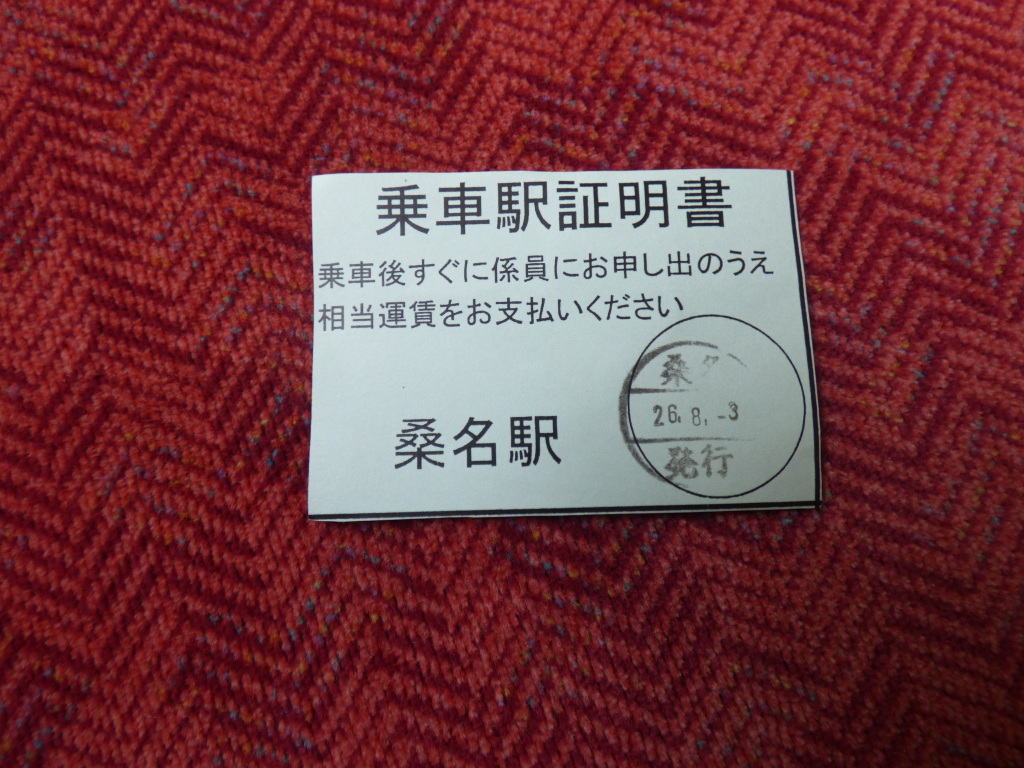 乗車駅証明書
乗車後すぐに係員にお申し出のうえ
相当運賃をお支払いください
桑名駅
桑名
26.8.-3
発行